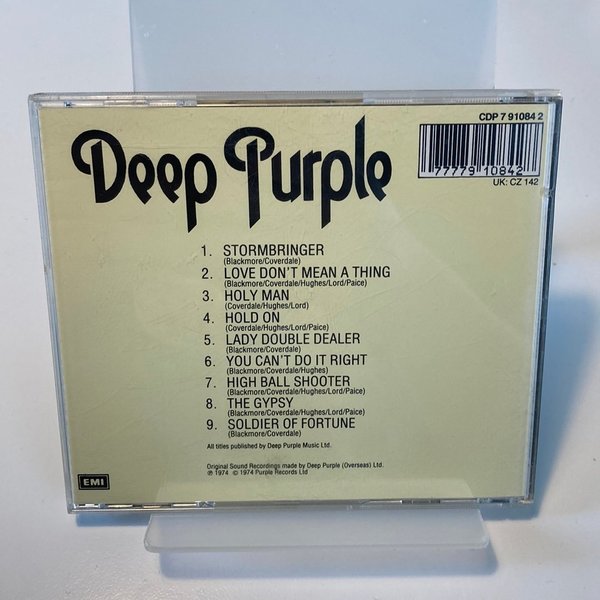 CDP 7 91084 2
77779 10842
UK: CZ 142
Deep Purple
1. STORMBRINGER
(Blackmore/Coverdale)
2. LOVE DON'T MEAN A THING
(Blackmore/Coverdale/Hughes/Lord/Paice)
3. HOLY MAN
(Coverdale/Hughes/Lord)
4. HOLD ON
(Coverdale/Hughes/Lord/Paice)
5. LADY DOUBLE DEALER
(Blackmore/Coverdale)
6. YOU CAN'T DO IT RIGHT
(Blackmore/Coverdale/Hughes)
7. HIGH BALL SHOOTER
(Blackmore/Coverdale/Hughes/Lord/Paice)
8. THE GYPSY
(Blackmore/Coverdale/Hughes/Lord/Paice)
9. SOLDIER OF FORTUNE
(Blackmore/Coverdale)
All titles published by Deep Purple Music Ltd.
Original Sound Recordings made by Deep Purple (Overseas) Ltd.
℗ 1974 © 1974 Purple Records Ltd
EMI